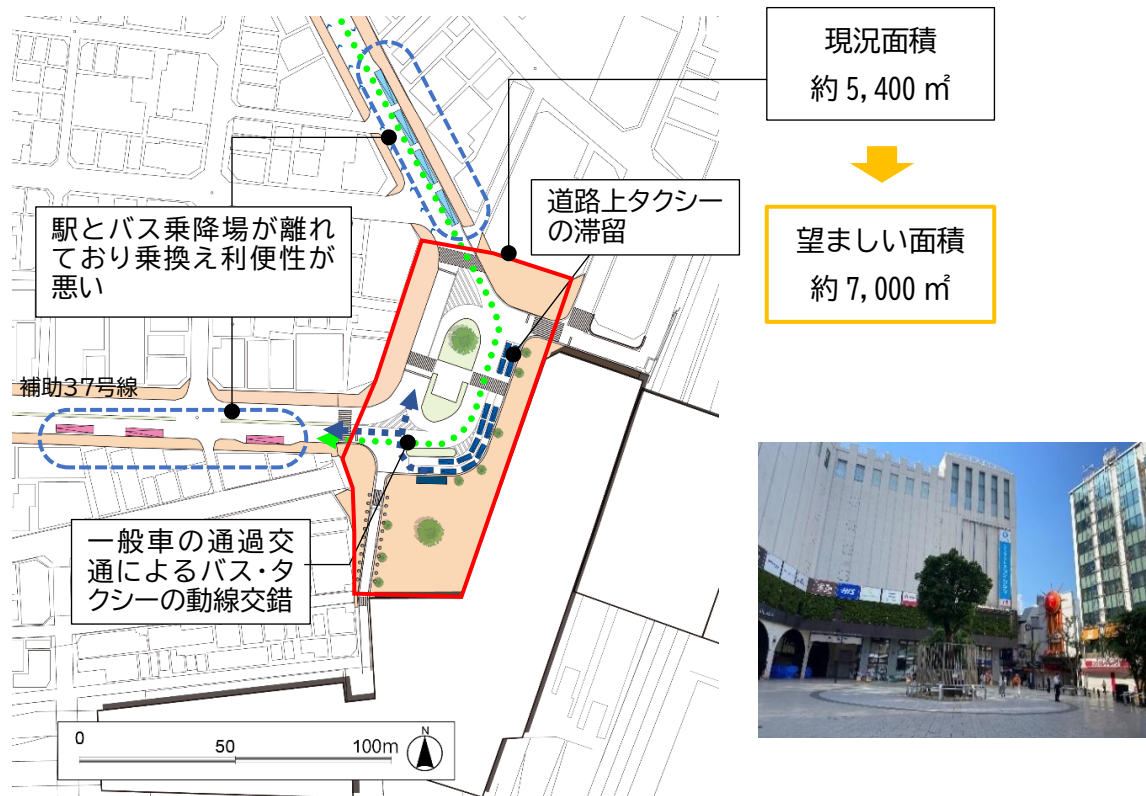 現況面積
約5,400㎡
望ましい面積
約7,000㎡
道路上タクシー
の滞留
駅とバス乗降場が離れ
ており乗換え利便性が
悪い
補助37号線
一般車の通過交
通によるバス・タ
クシーの動線交錯
0
50
100m
N
HIS